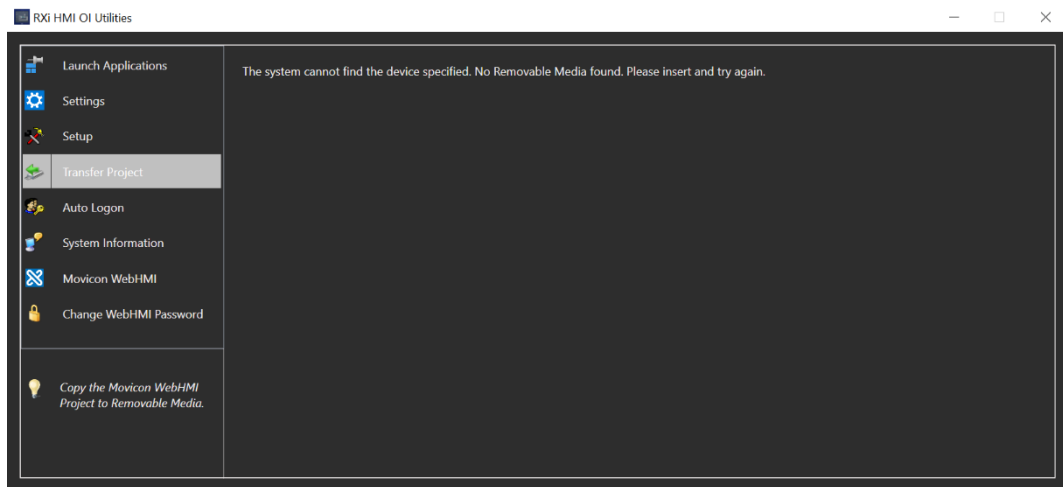 RXi HMI OI Utilities
Launch Applications
The system cannot find the device specified. No Removable Media found. Please insert and try again.
Settings
Setup
Transfer Project
Auto Logon
System Information
Movicon WebHMI
Change WebHMI Password
Copy the Movicon WebHMI
Project to Removable Media.